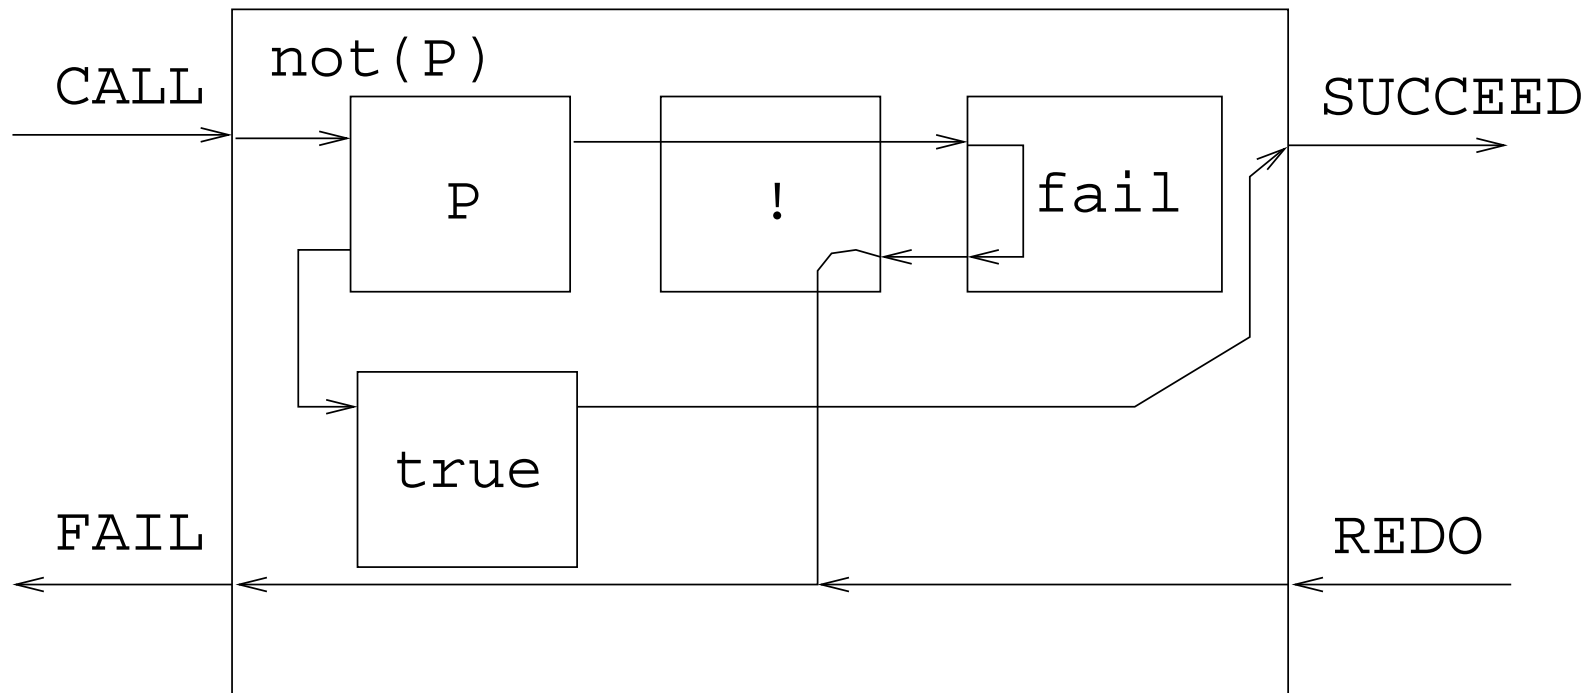 not(P)
CALL
SUCCEED
P
!
fail
true
FAIL
REDO